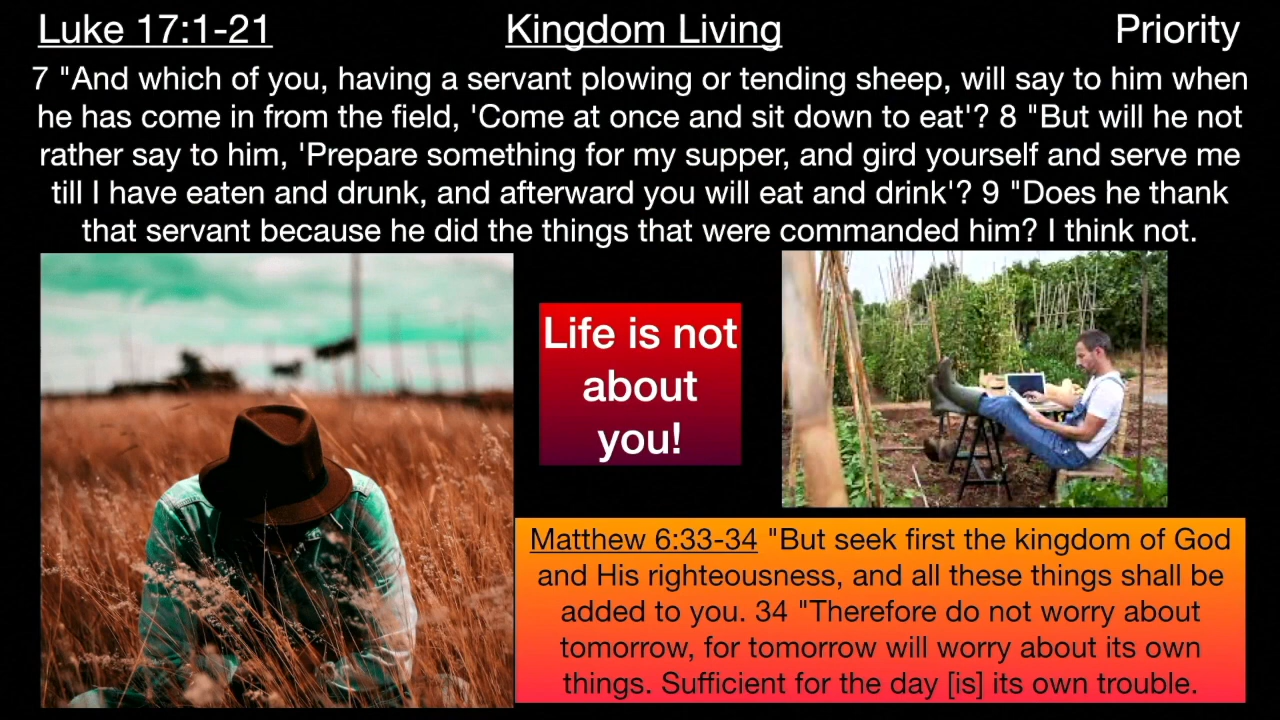 Luke 17:1-21 Kingdom Living Priority
7 "And which of you, having a servant plowing or tending sheep, will say to him when
he has come in from the field, 'Come at once and sit down to eat'? 8 "But will he not
rather say to him, 'Prepare something for my supper, and gird yourself and serve me
till I have eaten and drunk, and afterward you will eat and drink'? 9 "Does he thank
that servant because he did the things that were commanded him? I think not.
Life is not
about
you!
Matthew 6:33-34 "But seek first the kingdom of God
and His righteousness, and all these things shall be
added to you. 34 "Therefore do not worry about
tomorrow, for tomorrow will worry about its own
things. Sufficient for the day [is] its own trouble.